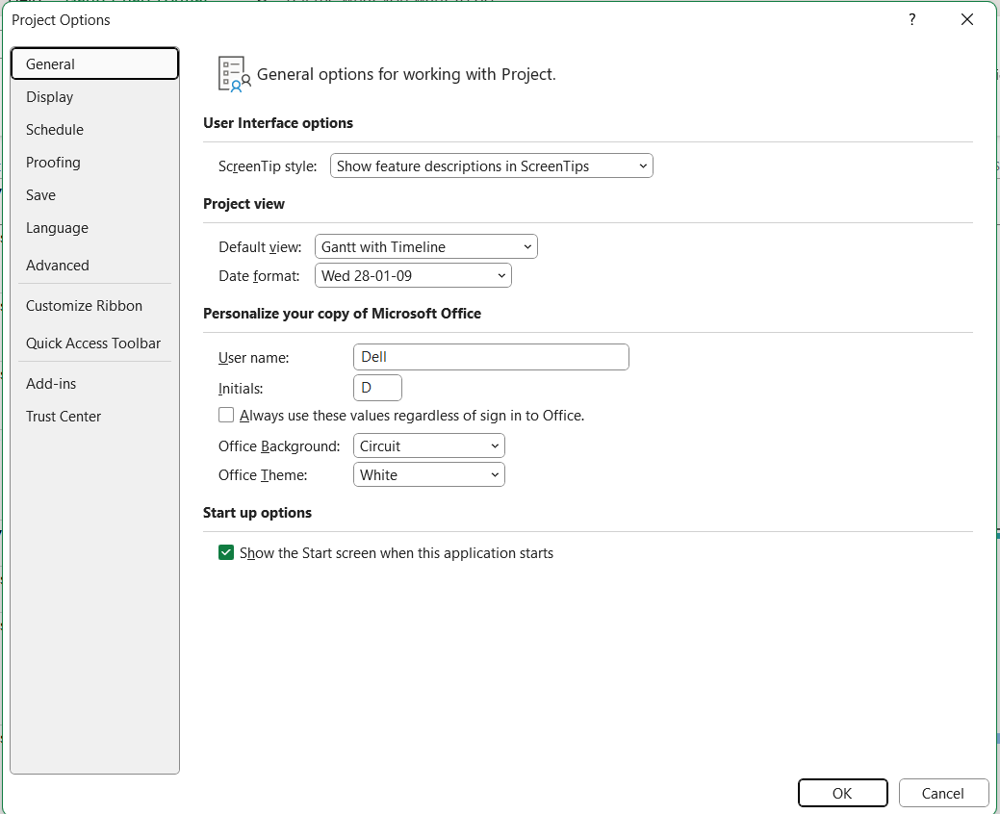 Project Options
?
General
Display
Schedule
Proofing
Save
Language
Advanced
Customize Ribbon
Quick Access Toolbar
Add-ins
Trust Center
General options for working with Project.
User Interface options
ScreenTip style: Show feature descriptions in ScreenTips
Project view
Default view: Gantt with Timeline
Date format: Wed 28-01-09
Personalize your copy of Microsoft Office
User name: Dell
Initials: D
Always use these values regardless of sign in to Office.
Office Background: Circuit
Office Theme: White
Start up options
Show the Start screen when this application starts
OK Cancel